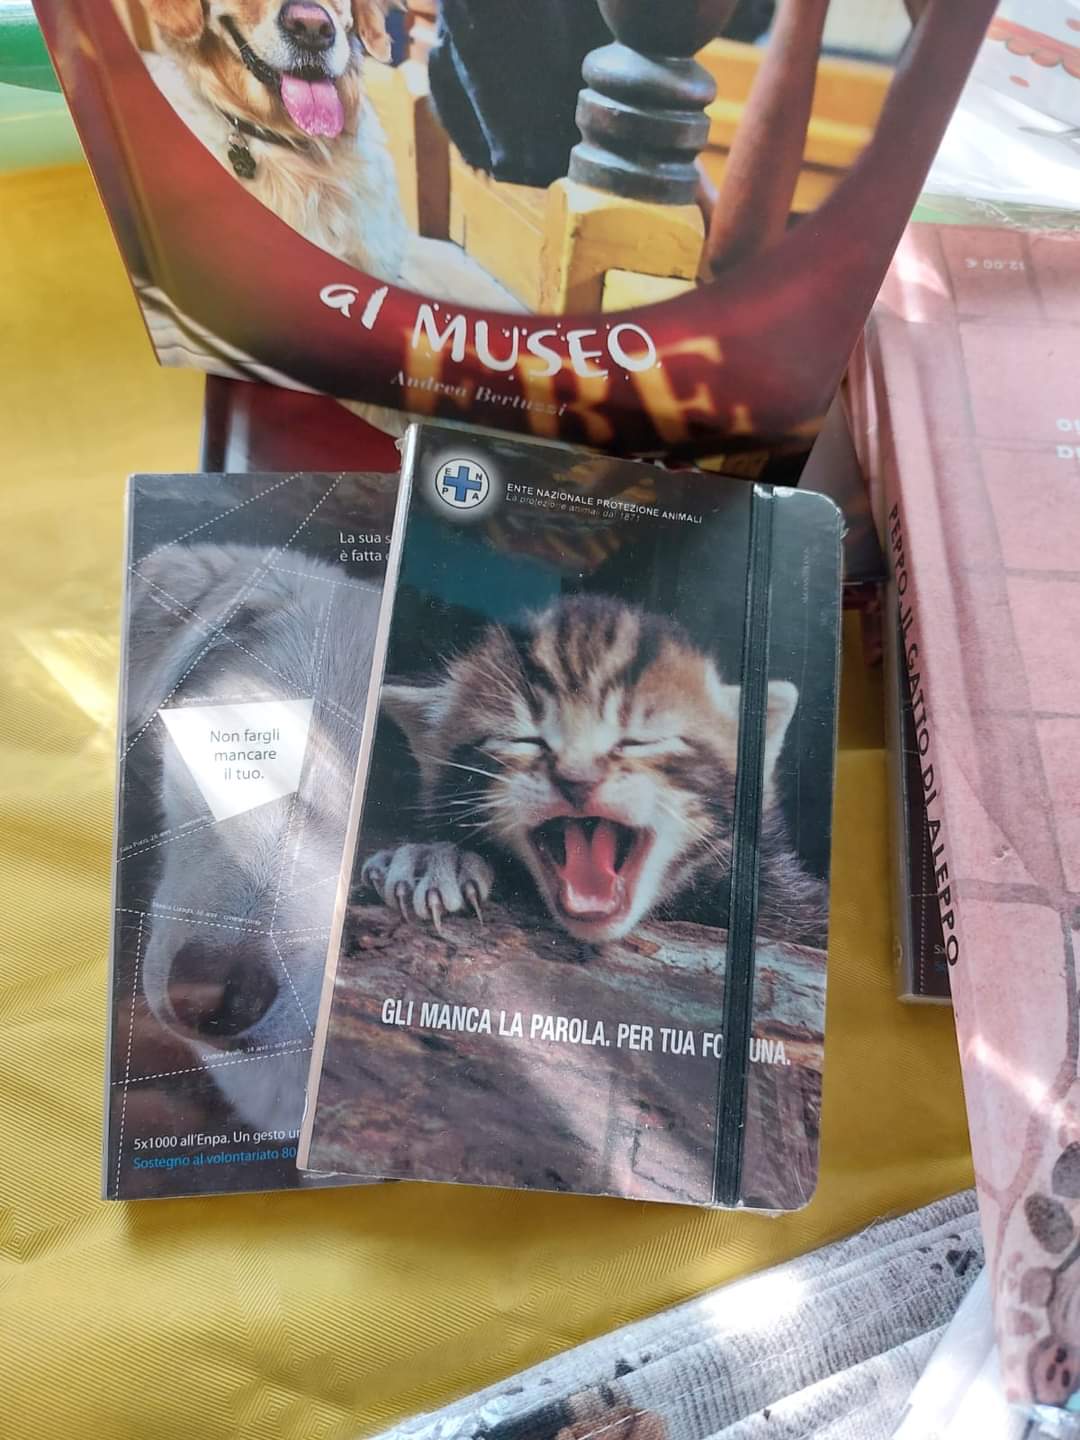 al MUSEO
Andrea Bertuzzi
E N
P A
ENTE NAZIONALE PROTEZIONE ANIMALI
La protezione animali dal 1871
GLI MANCA LA PAROLA. PER TUA FO UNA.
La sua
è fatta
Non fargli
mancare
il tuo.
5x1000 all'Enpa. Un gesto
Sostegno al volontariato 80
12.00 €
PEPPO IL GATTO DI ALEPPO